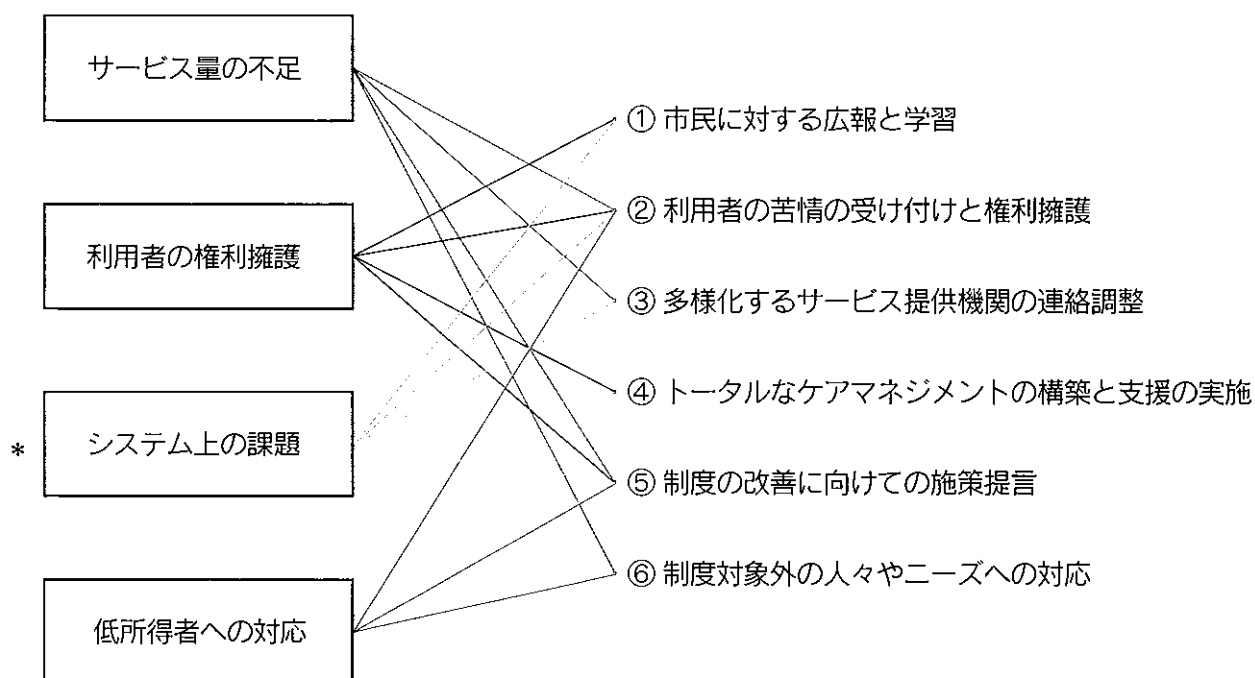 サービス量の不足
利用者の権利擁護
* システム上の課題
低所得者への対応
① 市民に対する広報と学習
② 利用者の苦情の受け付けと権利擁護
③ 多様化するサービス提供機関の連絡調整
④ トータルなケアマネジメントの構築と支援の実施
⑤ 制度の改善に向けての施策提言
⑥ 制度対象外の人々やニーズへの対応